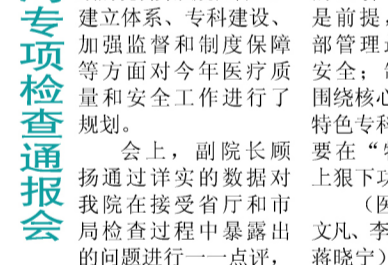 专项检查通报会
建立体系、专科建设、
加强监督和制度保障
等方面对今年医疗质
量和安全工作进行了
规划。
会上，副院长顾
扬通过详实的数据对
我院在接受省厅和市
局检查过程中暴露出
的问题进行一一点评，
是前提，
部管理
安全；
围绕核心
特色专科
要在“
上狠下功
（医
文凡、李
蒋晓宁）